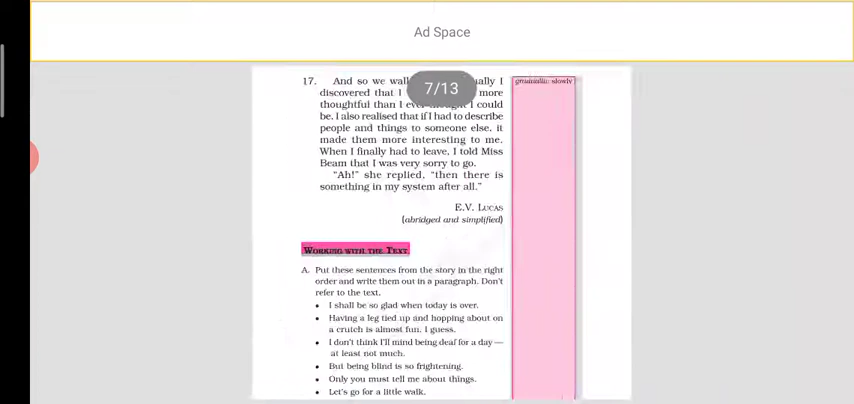 Ad Space
7/13
17. And so we walk ually I
gradually: slowly
discovered that I more
thoughtful than I ever thought I could
be. I also realised that if I had to describe
people and things to someone else, it
made them more interesting to me.
When I finally had to leave, I told Miss
Beam that I was very sorry to go.
"Ah!" she replied, "then there is
something in my system after all."
E.V. LUCAS
(abridged and simplified)
WORKING WITH THE TEXT
A. Put these sentences from the story in the right
order and write them out in a paragraph. Don't
refer to the text.
• I shall be so glad when today is over.
• Having a leg tied up and hopping about on
a crutch is almost fun, I guess.
• I don't think I'll mind being deaf for a day —
at least not much.
• But being blind is so frightening.
• Only you must tell me about things.
• Let's go for a little walk.